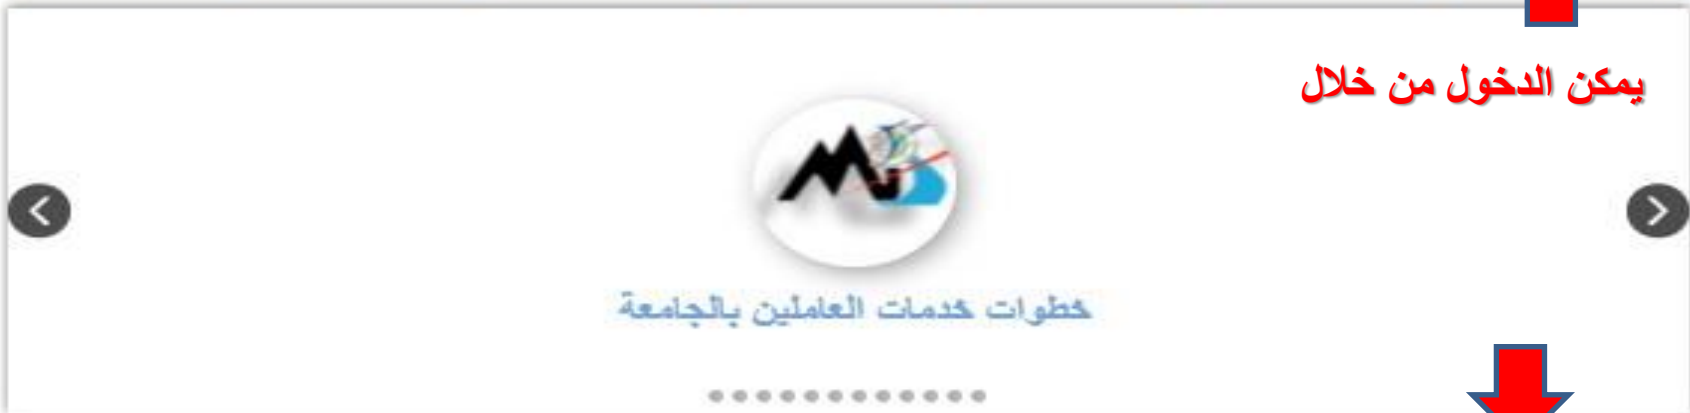 يمكن الدخول من خلال
خطوات خدمات العاملين بالجامعة